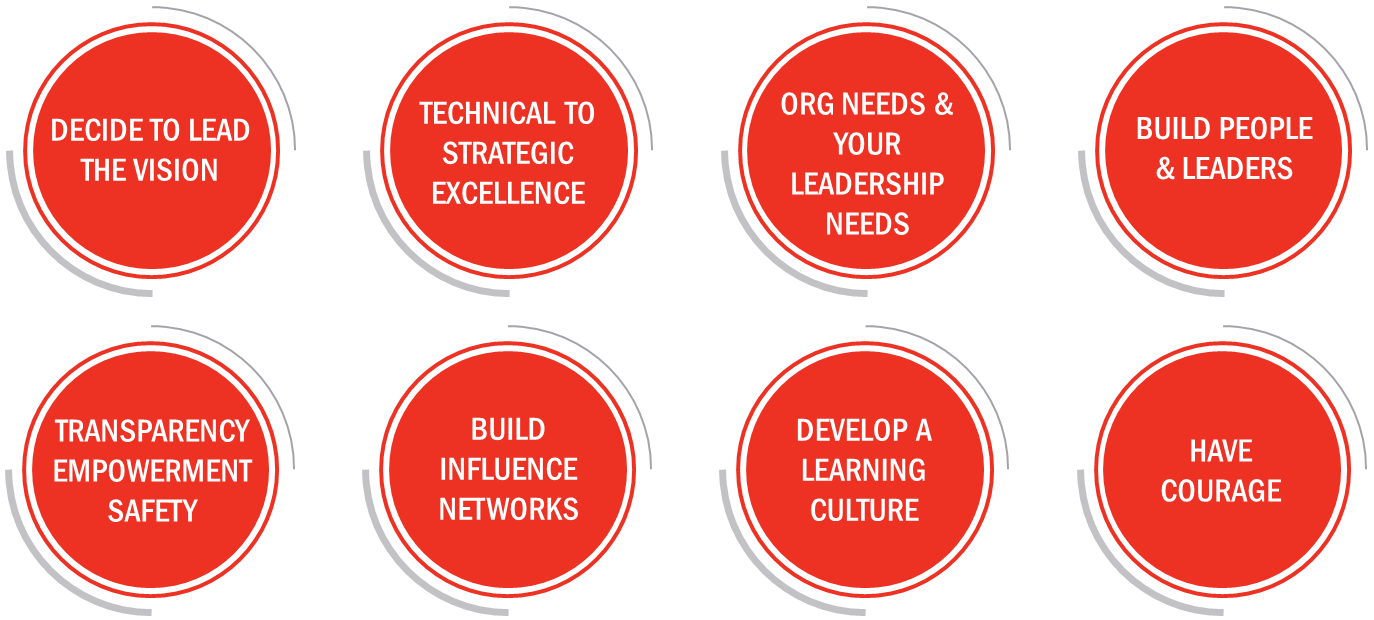 DECIDE TO LEAD
THE VISION
TECHNICAL TO
STRATEGIC
EXCELLENCE
ORG NEEDS &
YOUR
LEADERSHIP
NEEDS
BUILD PEOPLE
& LEADERS
TRANSPARENCY
EMPOWERMENT
SAFETY
BUILD
INFLUENCE
NETWORKS
DEVELOP A
LEARNING
CULTURE
HAVE
COURAGE